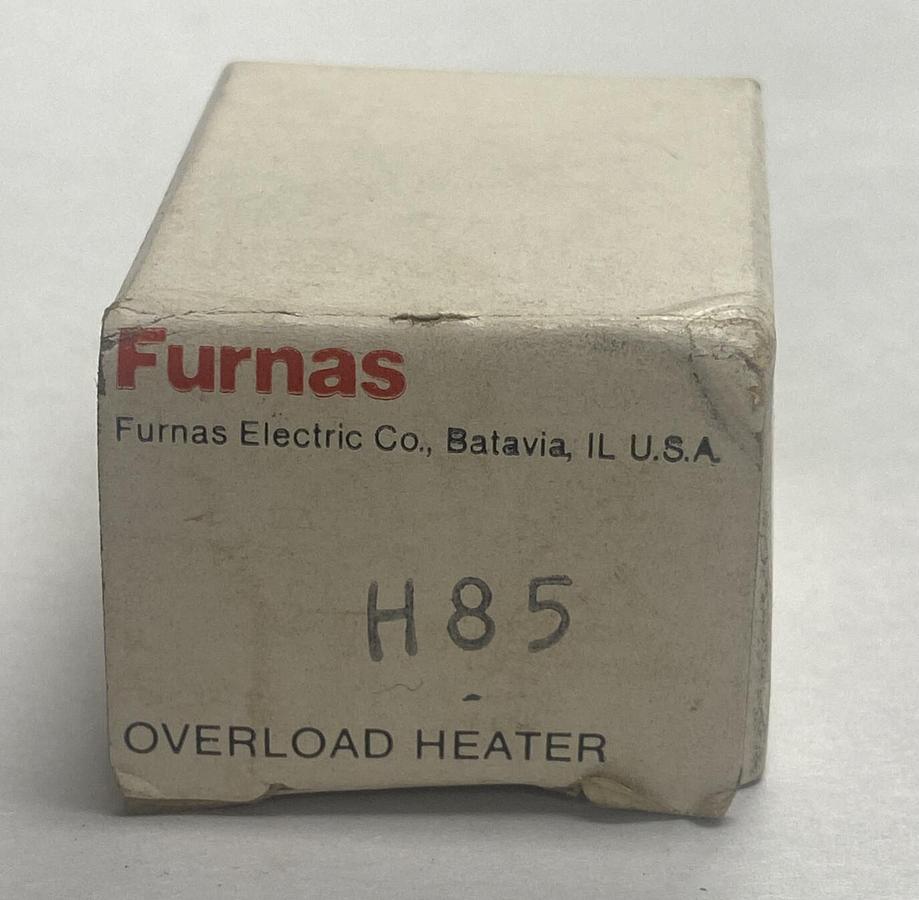 Furnas
Furnas Electric Co., Batavia, IL U.S.A.
H85
OVERLOAD HEATER